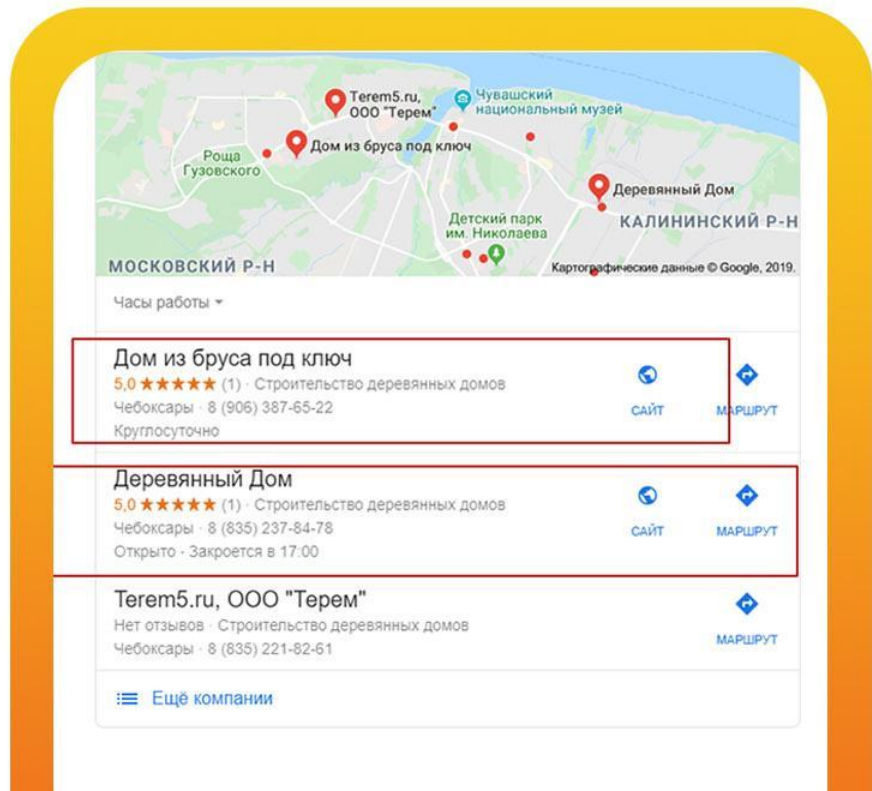 Terem5.ru,
ООО "Терем"
Чувашский
национальный музей
Дом из бруса под ключ
Роща
Гузовского
Деревянный Дом
Детский парк
им. Николаева
КАЛИНИНСКИЙ Р-Н
МОСКОВСКИЙ Р-Н
Картографические данные © Google, 2019.
Часы работы
Дом из бруса под ключ
5,0 ★★★★★ (1) · Строительство деревянных домов
Чебоксары · 8 (906) 387-65-22
Круглосуточно
САЙТ
МАРШРУТ
Деревянный Дом
5,0 ★★★★★ (1) · Строительство деревянных домов
Чебоксары · 8 (835) 237-84-78
Открыто · Закроется в 17:00
САЙТ
МАРШРУТ
Terem5.ru, ООО "Терем"
Нет отзывов · Строительство деревянных домов
Чебоксары · 8 (835) 221-82-61
МАРШРУТ
Ещё компании